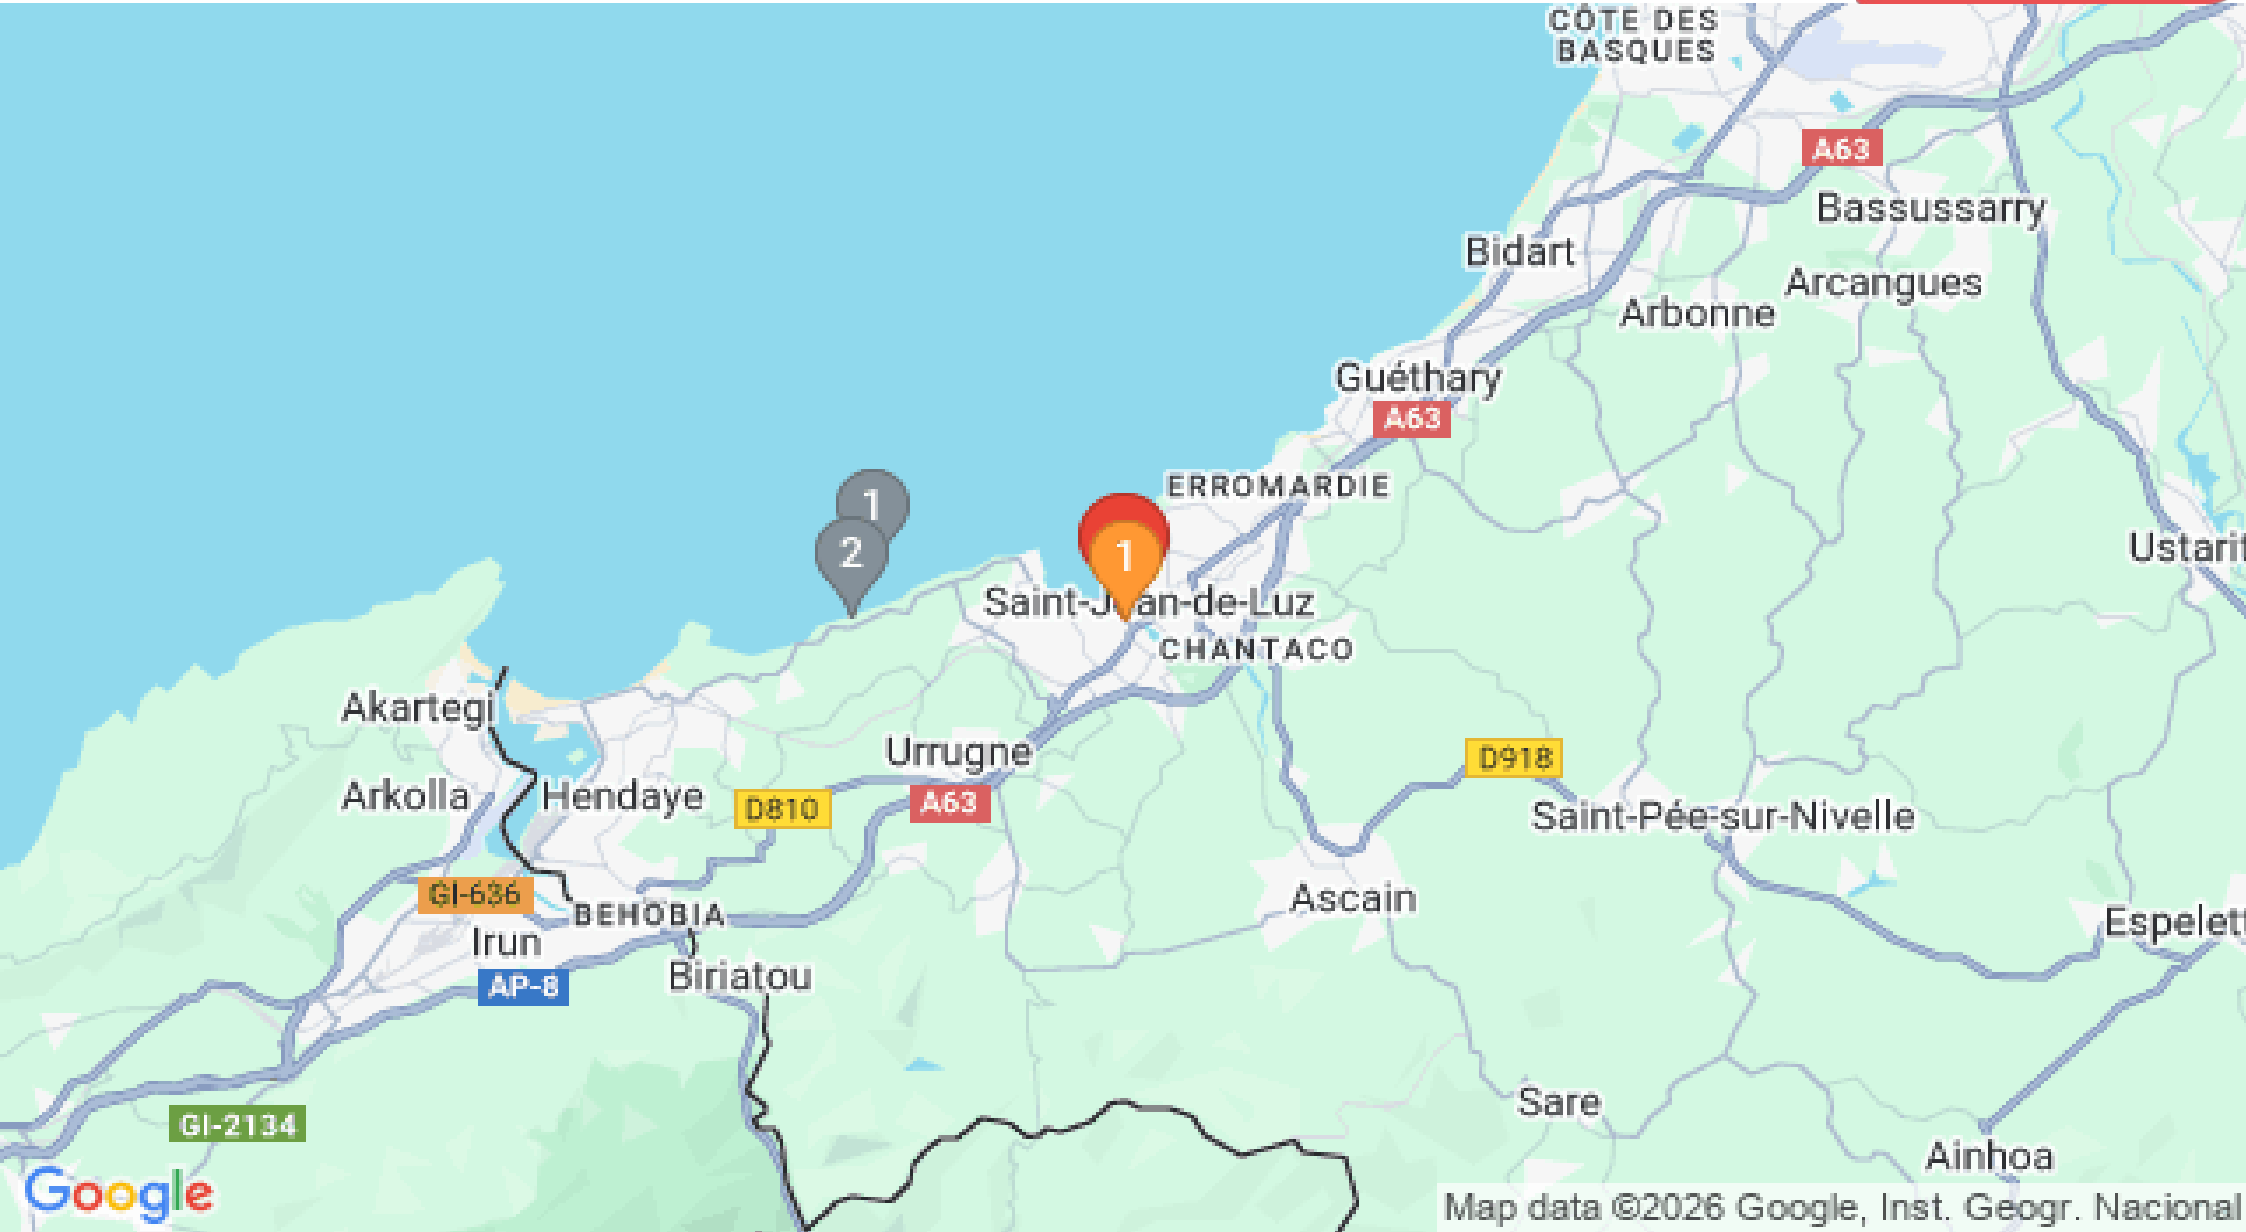 CÔTE DES
BASQUES
A63
Bassussarry
Bidart
Arcangues
Arbonne
Guéthary
A63
ERROMARDIE
1
2
1
Ustarit
Saint-Jean-de-Luz
CHANTACO
Akartegi
Urrugne
D918
Arkolla
Hendaye
D810
A63
Saint-Pée-sur-Nivelle
GI-636
BEHOBIA
Ascain
Espelett
Irun
AP-8
Biriatou
Sare
GI-2134
Ainhoa
Google
Map data ©2026 Google, Inst. Geogr. Nacional